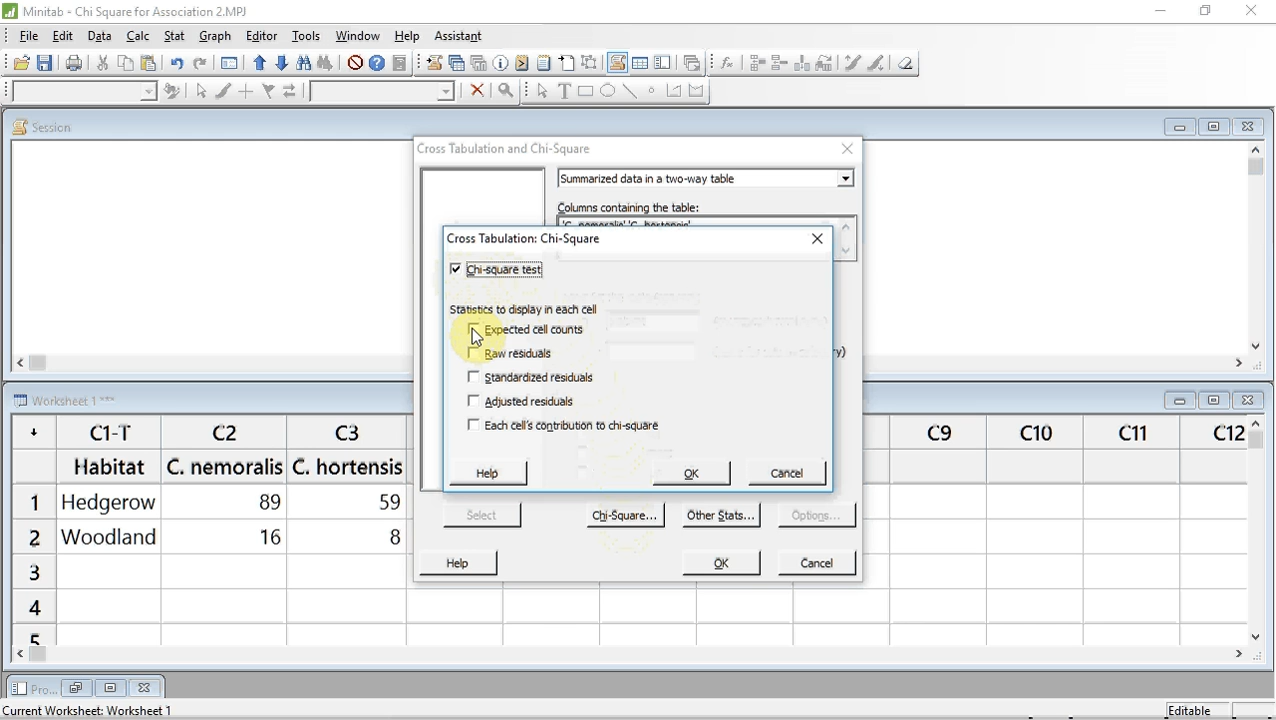 Minitab - Chi Square for Association 2.MPJ
File Edit Data Calc Stat Graph Editor Tools Window Help Assistant
Session
Cross Tabulation and Chi-Square
Summarized data in a two-way table
Columns containing the table:
'C. nemoralis' 'C. hortensis'
Cross Tabulation: Chi-Square
Chi-square test
Statistics to display in each cell
Expected cell counts
Raw residuals
Standardized residuals
Adjusted residuals
Each cell's contribution to chi-square
Help OK Cancel
Select Chi-Square... Other Stats... Options...
Help OK Cancel
Worksheet 1 ***
C1-T C2 C3 C9 C10 C11 C12
Habitat C. nemoralis C. hortensis
1 Hedgerow 89 59
2 Woodland 16 8
3
4
5
Pro...
Current Worksheet: Worksheet 1 Editable